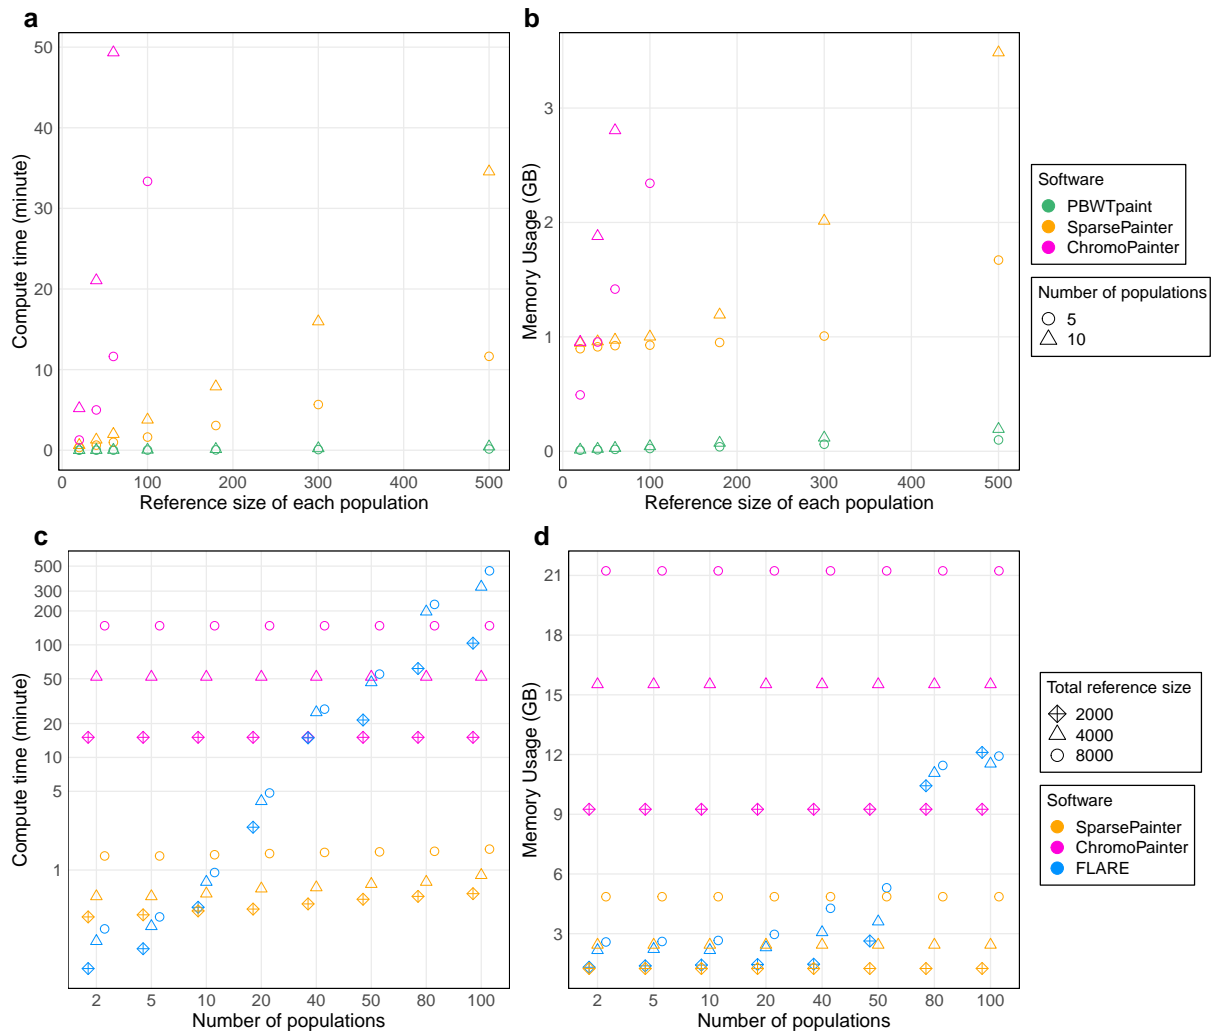 a
50
40
30
20
10
0
Compute time (minute)
0 100 200 300 400 500
Reference size of each population
b
3
2
1
0
Memory Usage (GB)
0 100 200 300 400 500
Reference size of each population
Software
PBWTpaint
SparsePainter
ChromoPainter
Number of populations
5
10
c
500
300
200
100
50
20
10
5
1
Compute time (minute)
2 5 10 20 40 50 80 100
Number of populations
d
21
18
15
12
9
6
3
Memory Usage (GB)
2 5 10 20 40 50 80 100
Number of populations
Total reference size
2000
4000
8000
Software
SparsePainter
ChromoPainter
FLARE